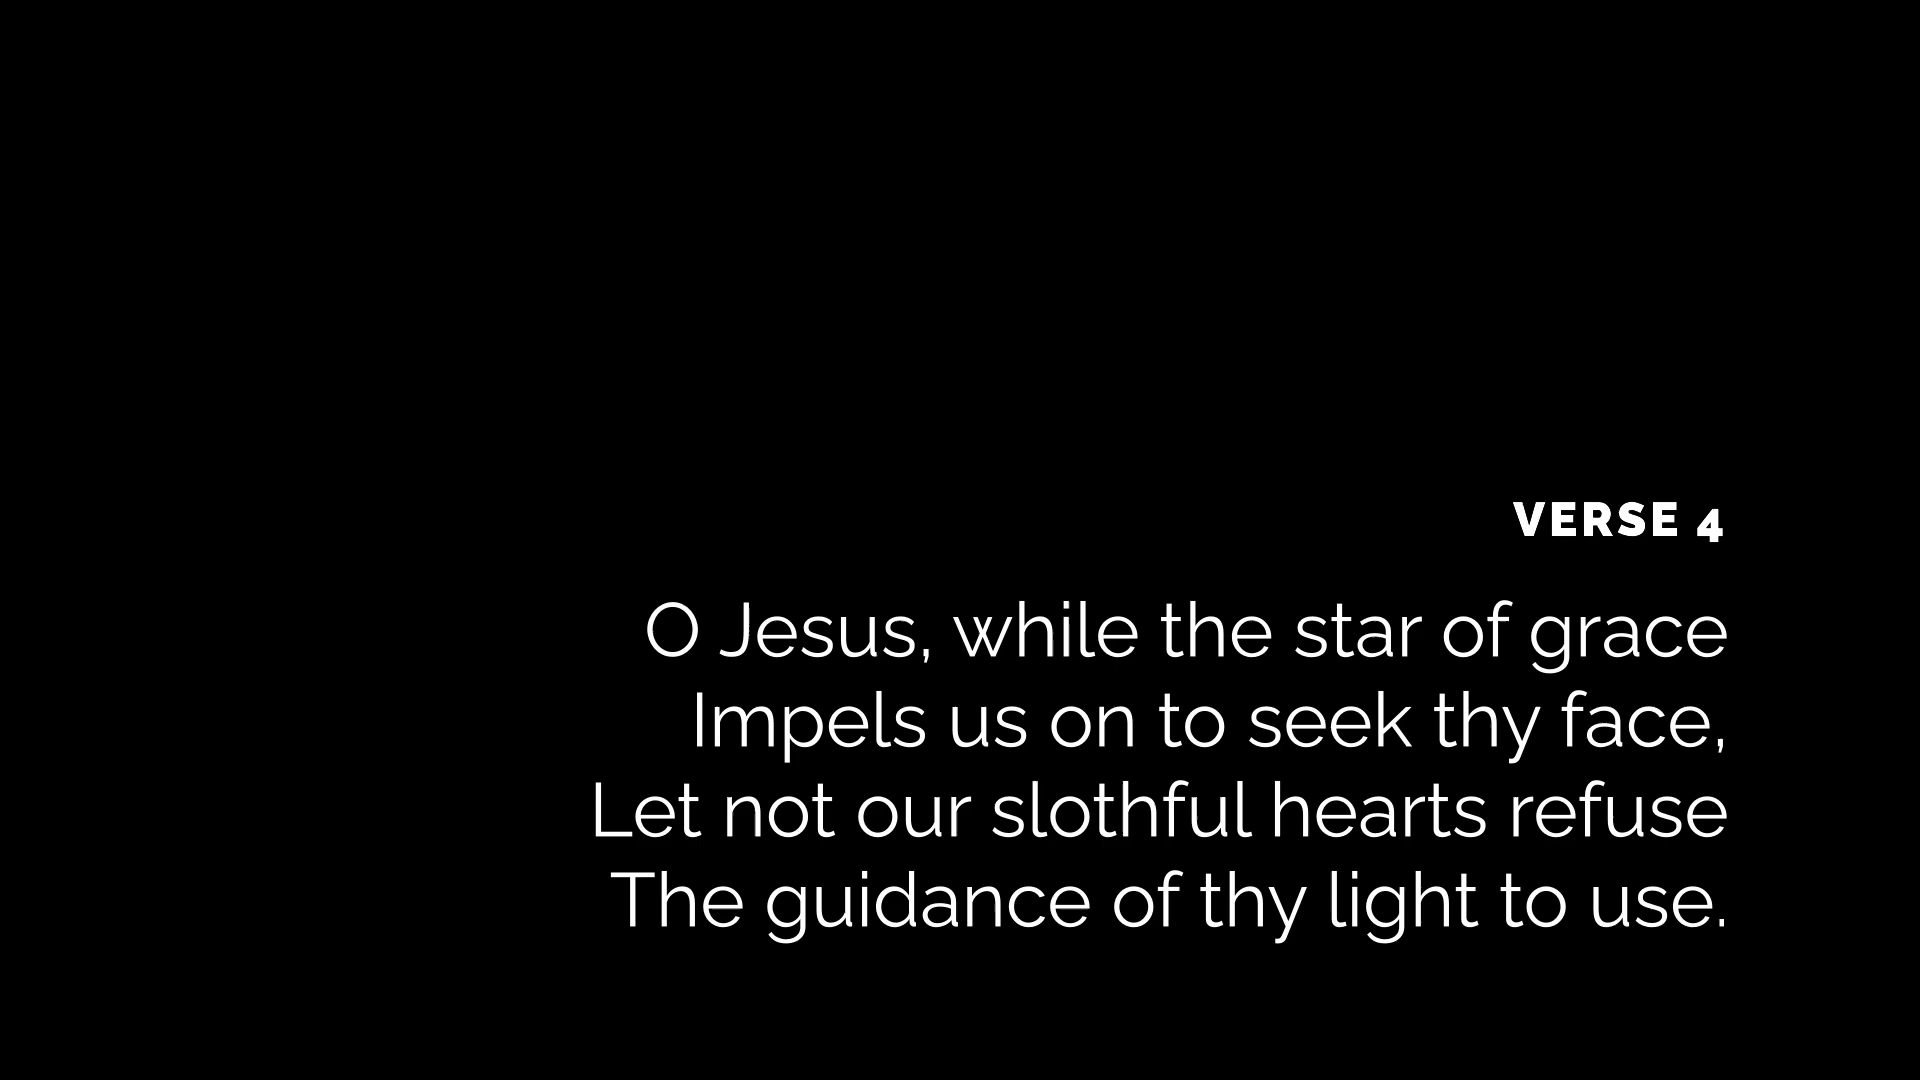 VERSE 4
O Jesus, while the star of grace
Impels us on to seek thy face,
Let not our slothful hearts refuse
The guidance of thy light to use.